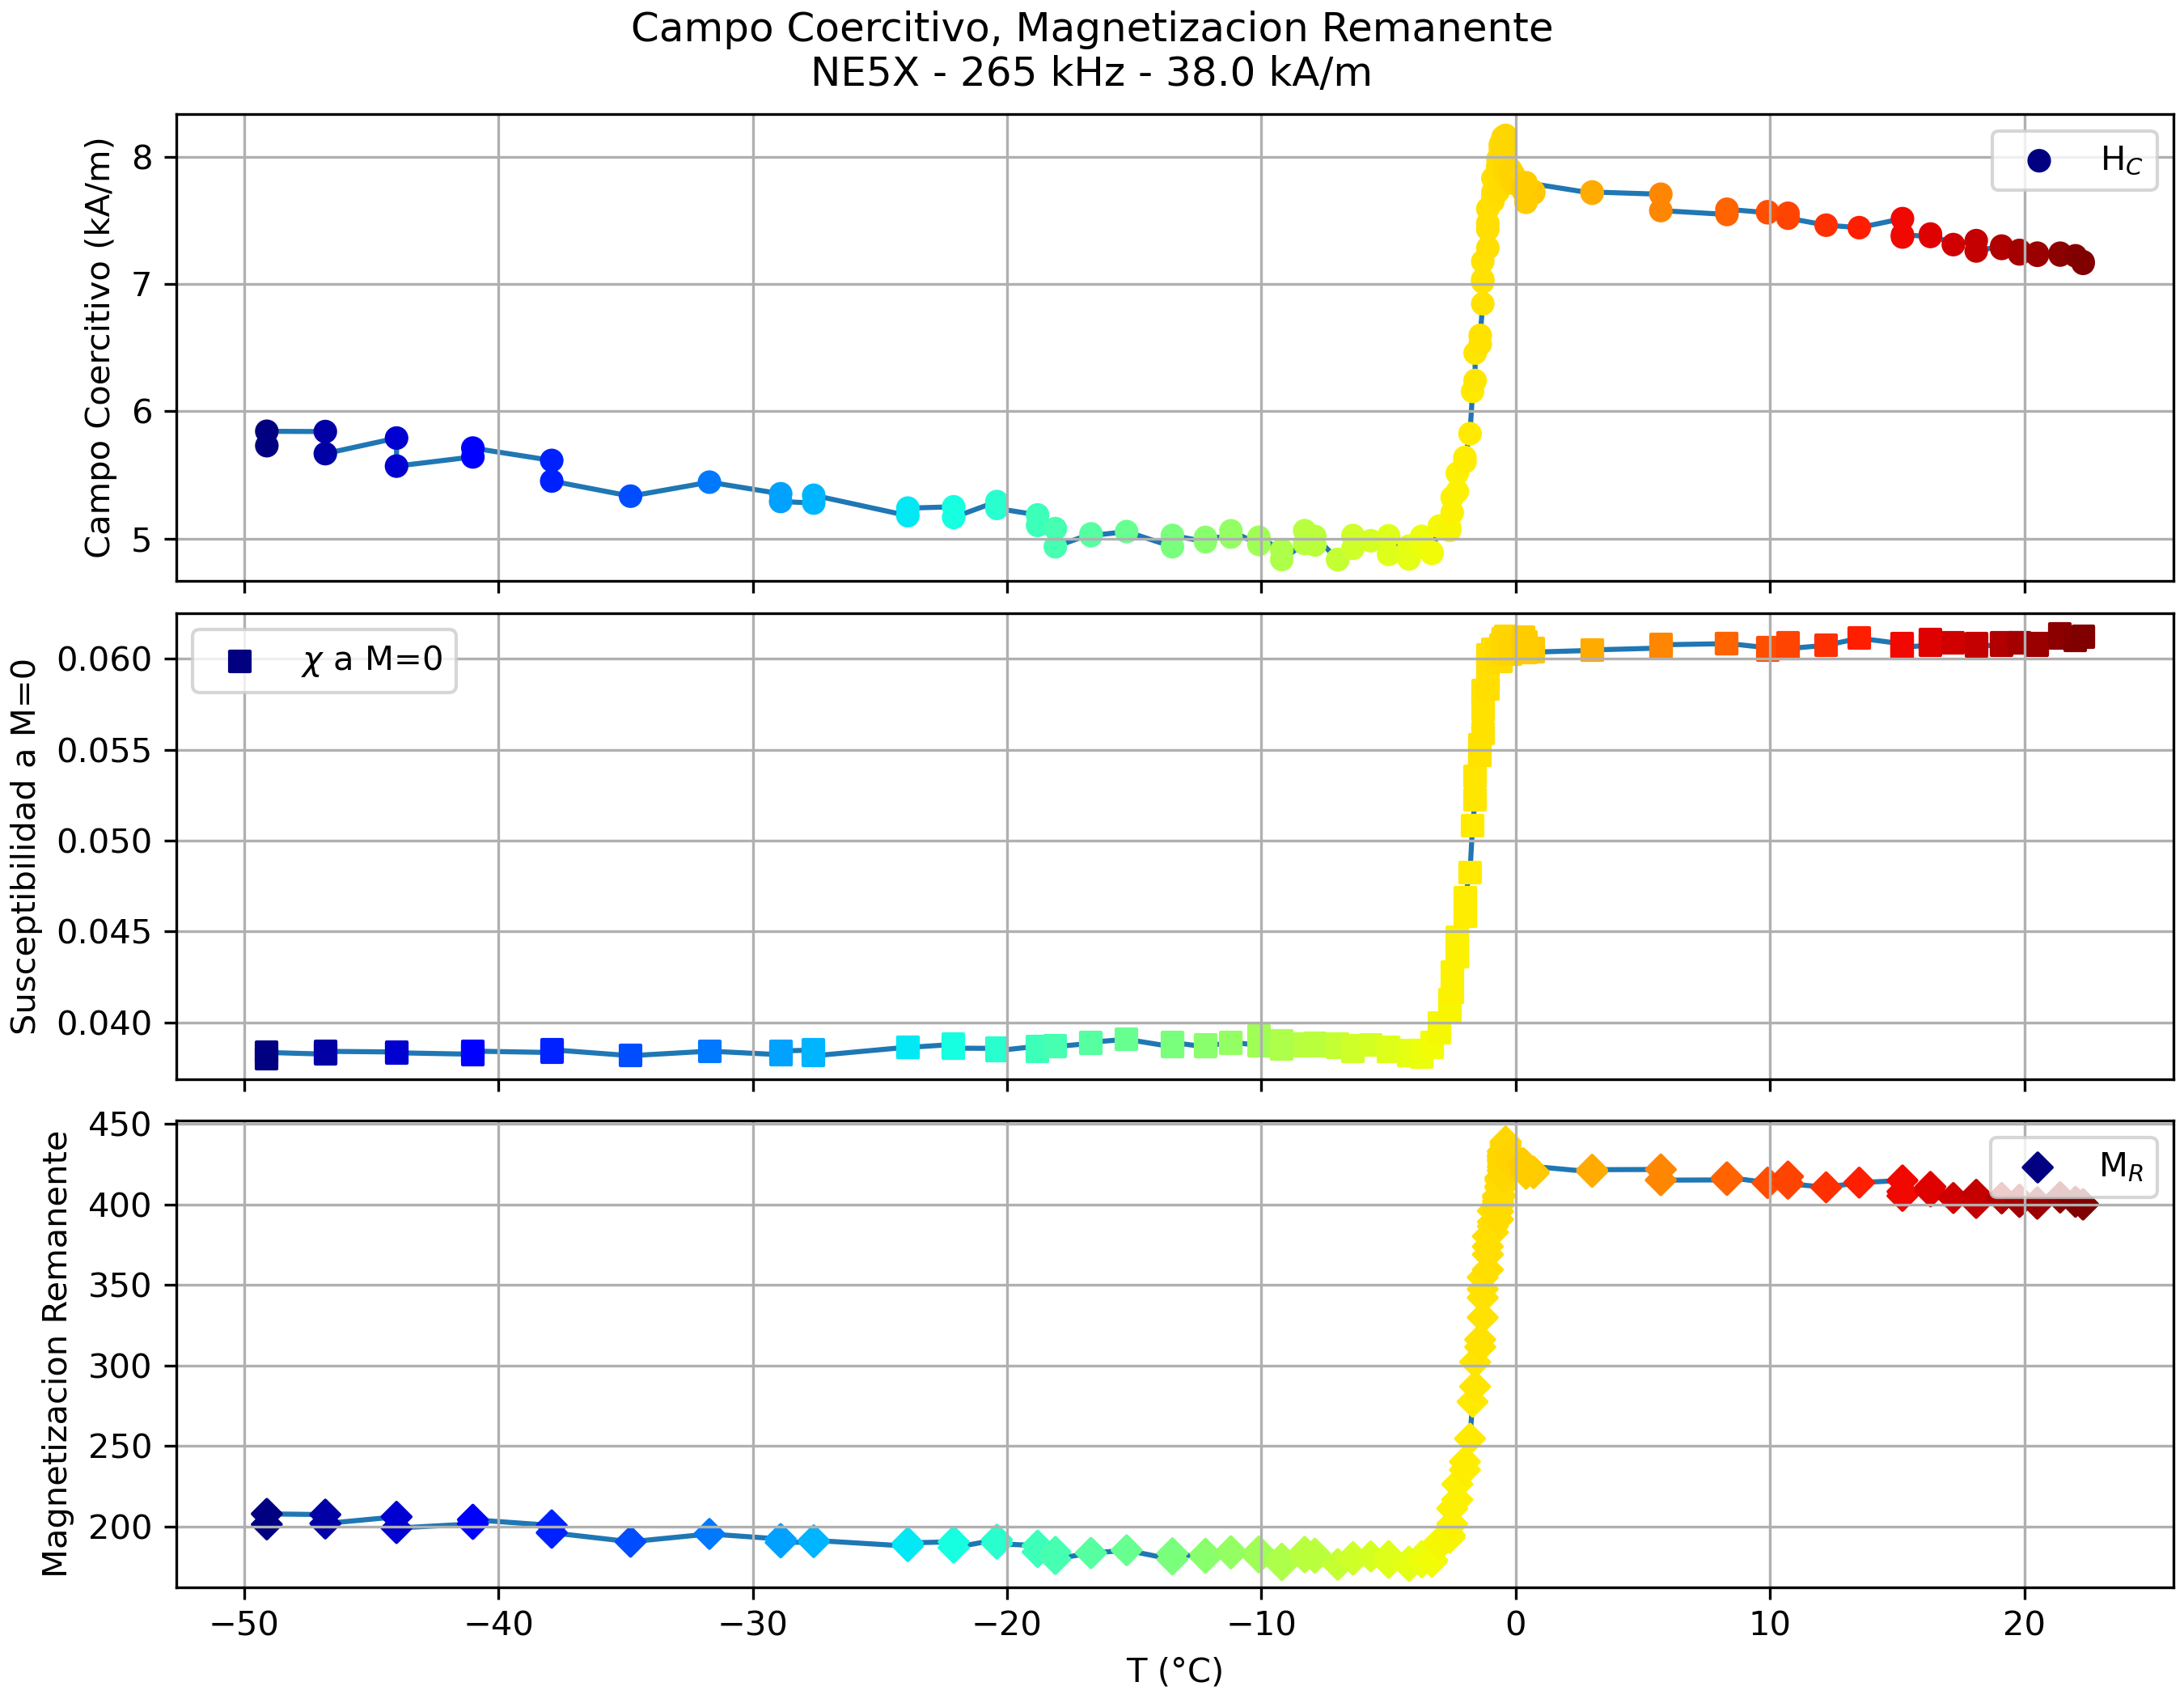 Campo Coercitivo, Magnetizacion Remanente
NE5X - 265 kHz - 38.0 kA/m
Campo Coercitivo (kA/m)
8
7
6
5
H_C
Susceptibilidad a M=0
0.060
0.055
0.050
0.045
0.040
χ a M=0
Magnetizacion Remanente
450
400
350
300
250
200
M_R
−50 −40 −30 −20 −10 0 10 20
T (°C)